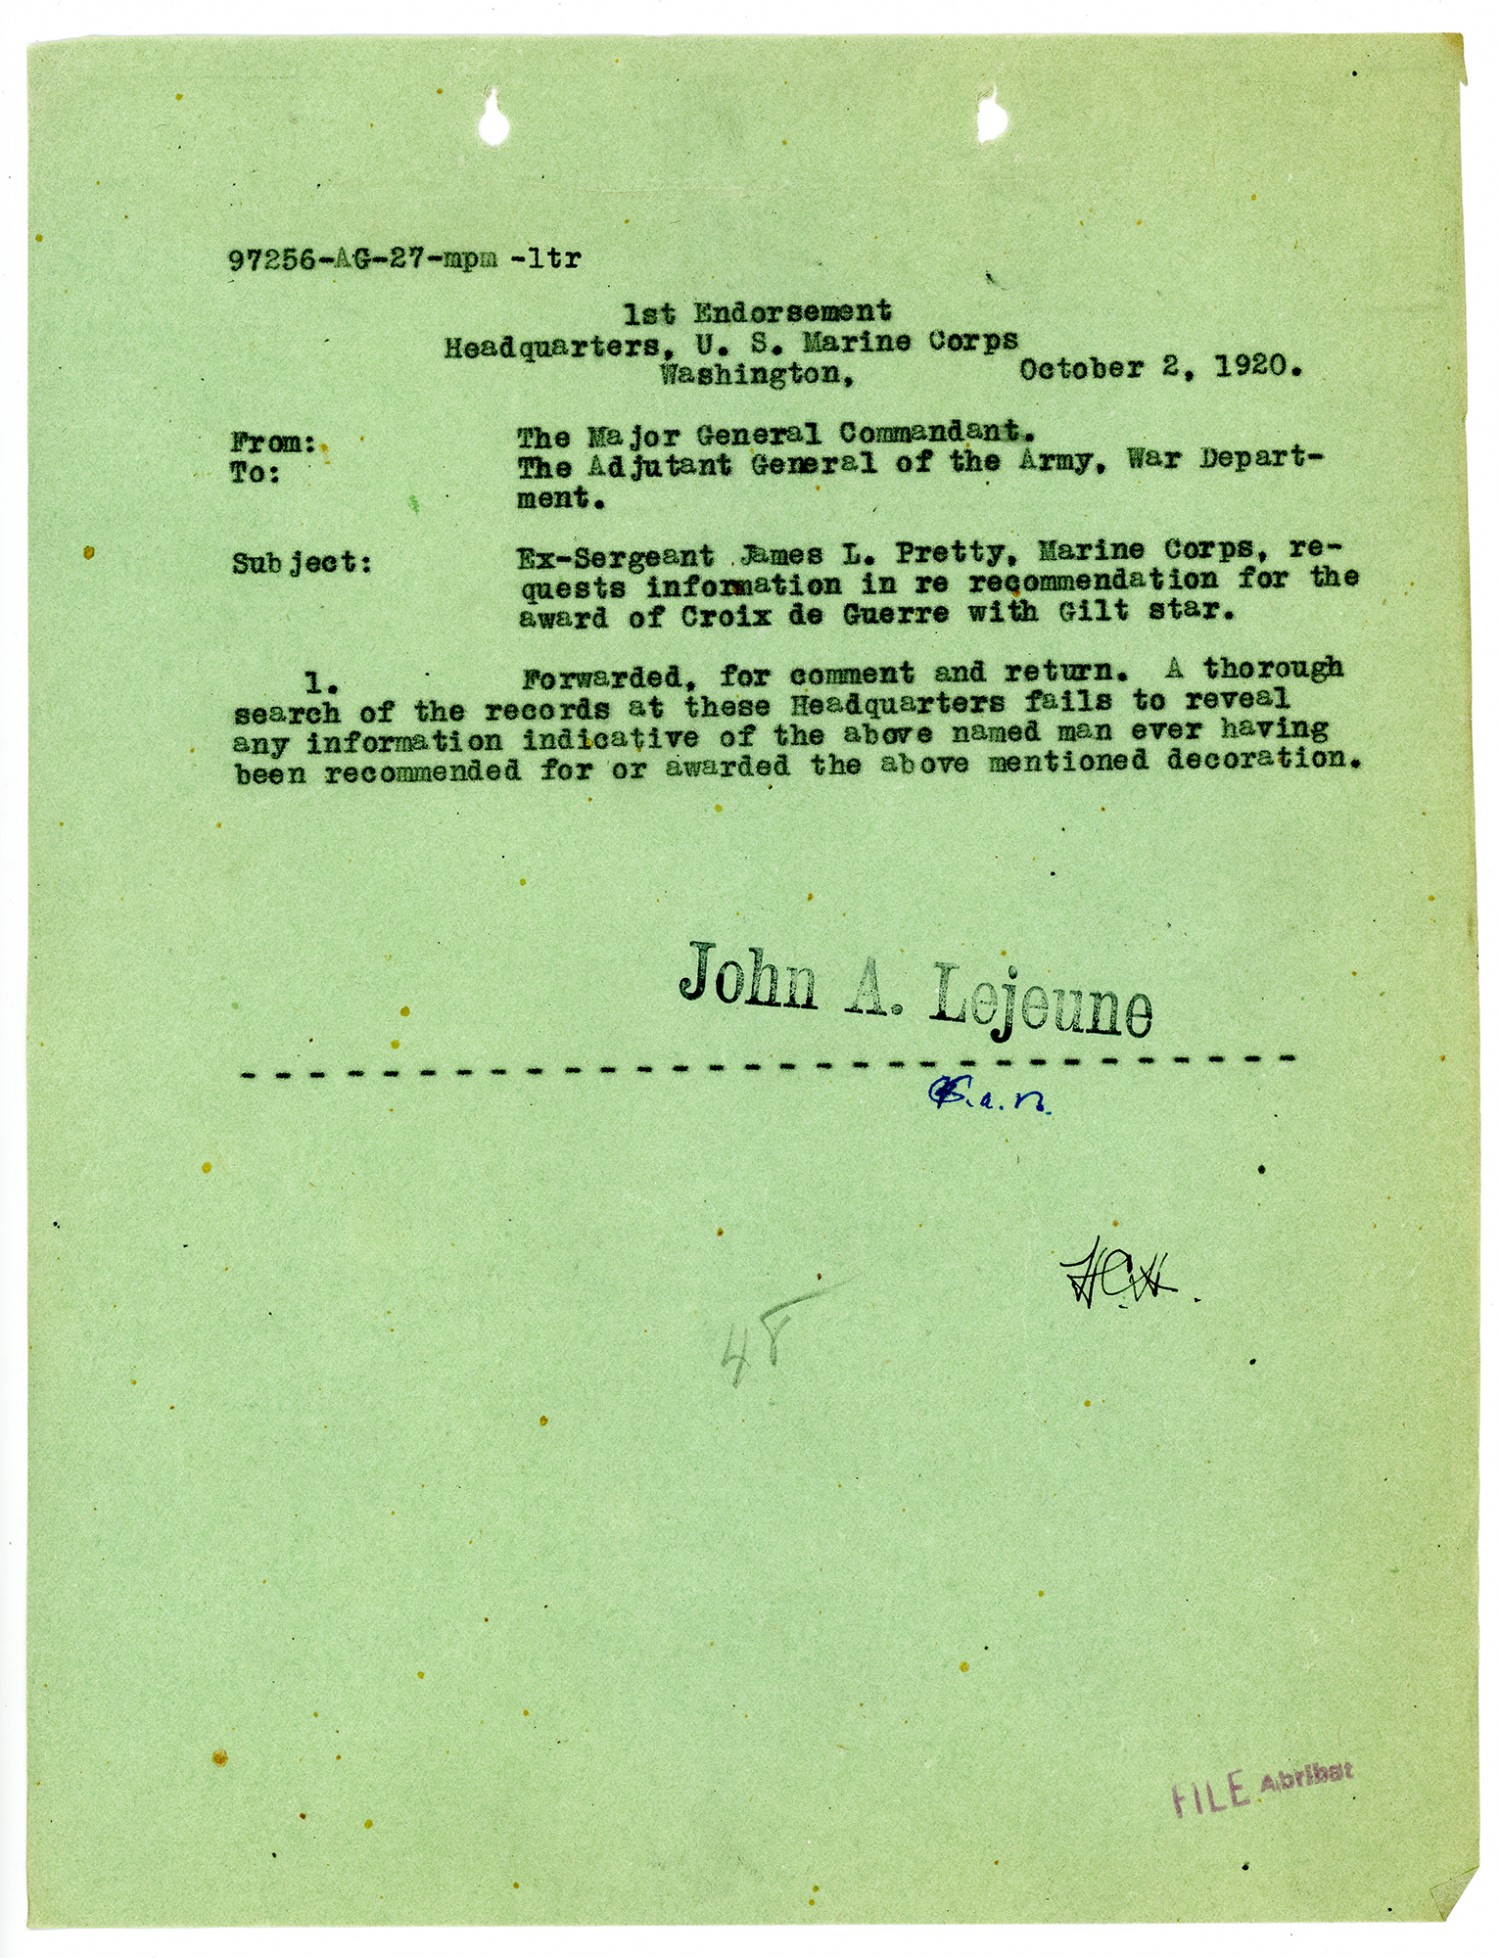 97256-AG-27-mpm -ltr
1st Endorsement
Headquarters, U. S. Marine Corps
Washington, October 2, 1920.
From: The Major General Commandant.
To: The Adjutant General of the Army, War Depart-
ment.
Subject: Ex-Sergeant James L. Pretty, Marine Corps, re-
quests information in re recommendation for the
award of Croix de Guerre with Gilt star.
1. Forwarded, for comment and return. A thorough
search of the records at these Headquarters fails to reveal
any information indicative of the above named man ever having
been recommended for or awarded the above mentioned decoration.
John A. Lejeune
- - - - - - - - - - - - - - - - - - - - - - - - - - - - - -
48
FILE Abribat